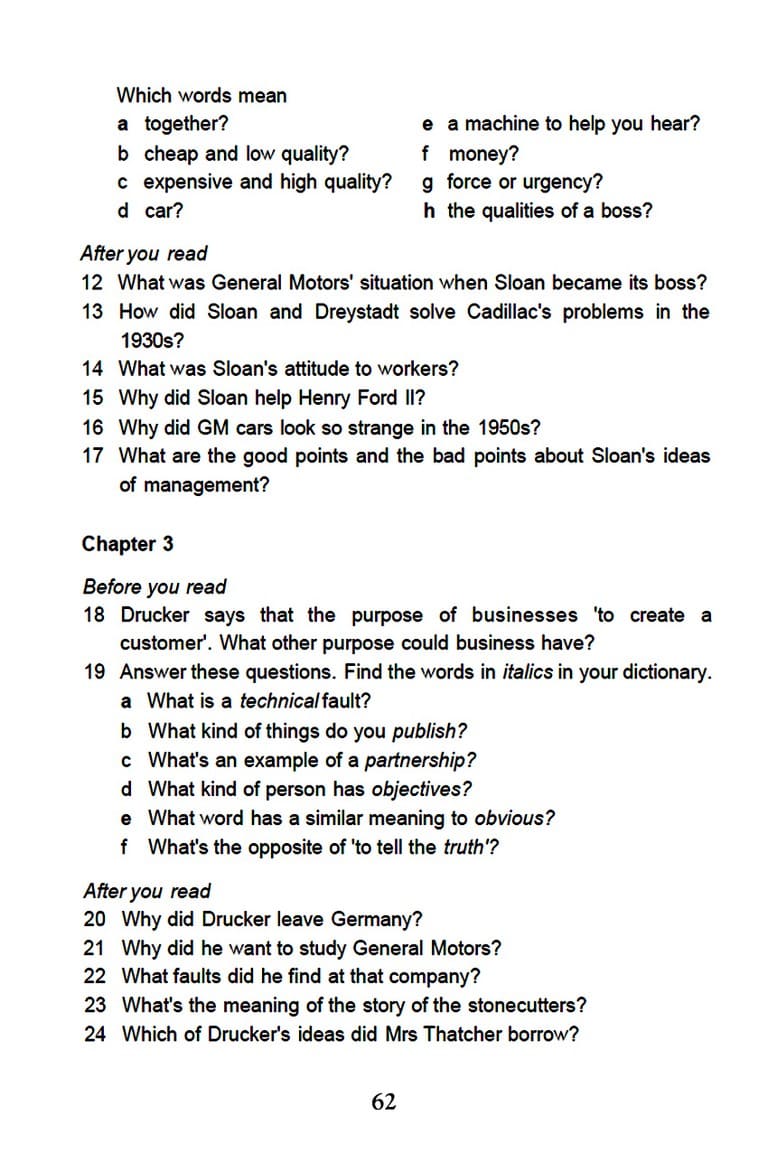 Which words mean
a together?
e a machine to help you hear?
b cheap and low quality?
f money?
c expensive and high quality?
g force or urgency?
d car?
h the qualities of a boss?
After you read
12 What was General Motors' situation when Sloan became its boss?
13 How did Sloan and Dreystadt solve Cadillac's problems in the
1930s?
14 What was Sloan's attitude to workers?
15 Why did Sloan help Henry Ford II?
16 Why did GM cars look so strange in the 1950s?
17 What are the good points and the bad points about Sloan's ideas
of management?
Chapter 3
Before you read
18 Drucker says that the purpose of businesses 'to create a
customer'. What other purpose could business have?
19 Answer these questions. Find the words in italics in your dictionary.
a What is a technical fault?
b What kind of things do you publish?
c What's an example of a partnership?
d What kind of person has objectives?
e What word has a similar meaning to obvious?
f What's the opposite of 'to tell the truth'?
After you read
20 Why did Drucker leave Germany?
21 Why did he want to study General Motors?
22 What faults did he find at that company?
23 What's the meaning of the story of the stonecutters?
24 Which of Drucker's ideas did Mrs Thatcher borrow?
62